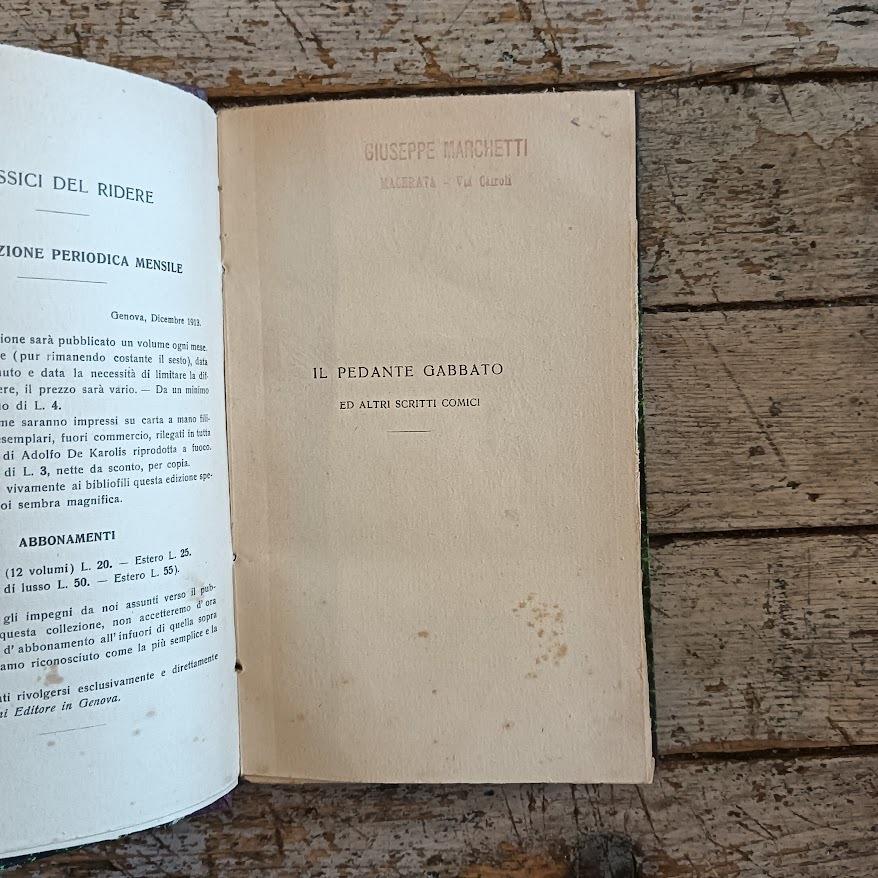 SSICI DEL RIDERE
ZIONE PERIODICA MENSILE
Genova, Dicembre 1913.
ione sarà pubblicato un volume ogni mese.
e (pur rimanendo costante il sesto), data
uto e data la necessità di limitare la dif-
ere, il prezzo sarà vario. — Da un minimo
o di L. 4.
me saranno impressi su carta a mano fili-
semplari, fuori commercio, rilegati in tutta
di Adolfo De Karolis riprodotta a fuoco.
di L. 3, nette da sconto, per copia.
vivamente ai bibliofili questa edizione spe-
oi sembra magnifica.
ABBONAMENTI
(12 volumi) L. 20. — Estero L. 25.
di lusso L. 50. — Estero L. 55).
gli impegni da noi assunti verso il pub-
questa collezione, non accetteremo d'ora
d'abbonamento all'infuori di quella sopra
amo riconosciuto come la più semplice e la
ati rivolgersi esclusivamente e direttamente
ni Editore in Genova.
GIUSEPPE MARCHETTI
MACERATA - Via Cairoli
IL PEDANTE GABBATO
ED ALTRI SCRITTI COMICI